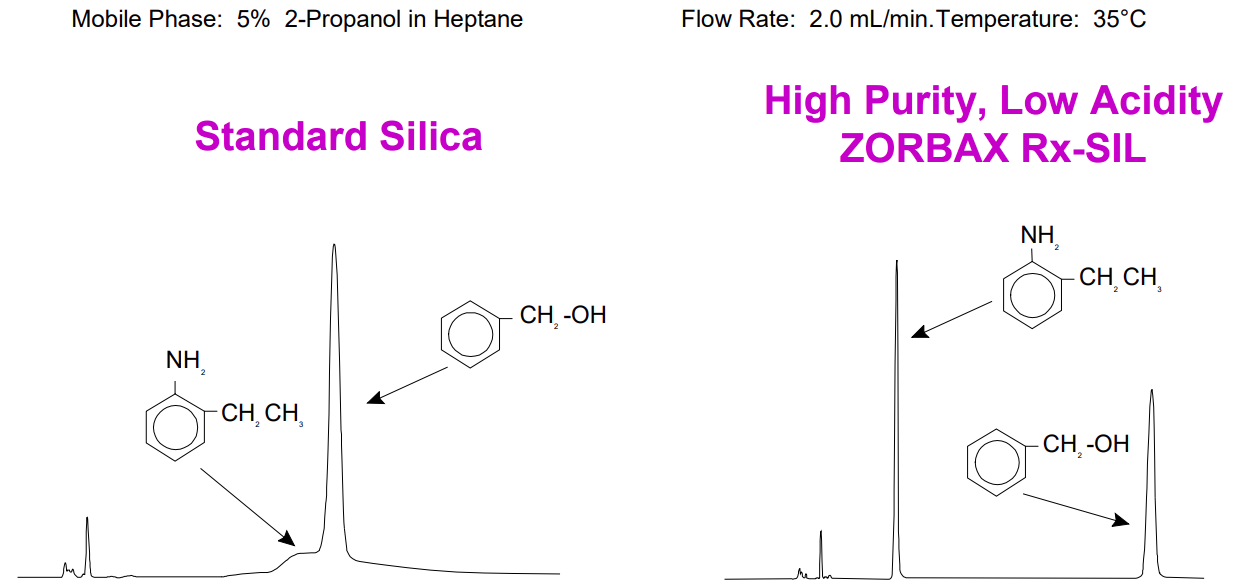 Mobile Phase:  5%  2-Propanol in Heptane
Flow Rate:  2.0 mL/min.Temperature:  35°C
Standard Silica
High Purity, Low Acidity
ZORBAX Rx-SIL
NH2
CH2CH3
CH2-OH
NH2
CH2CH3
CH2-OH